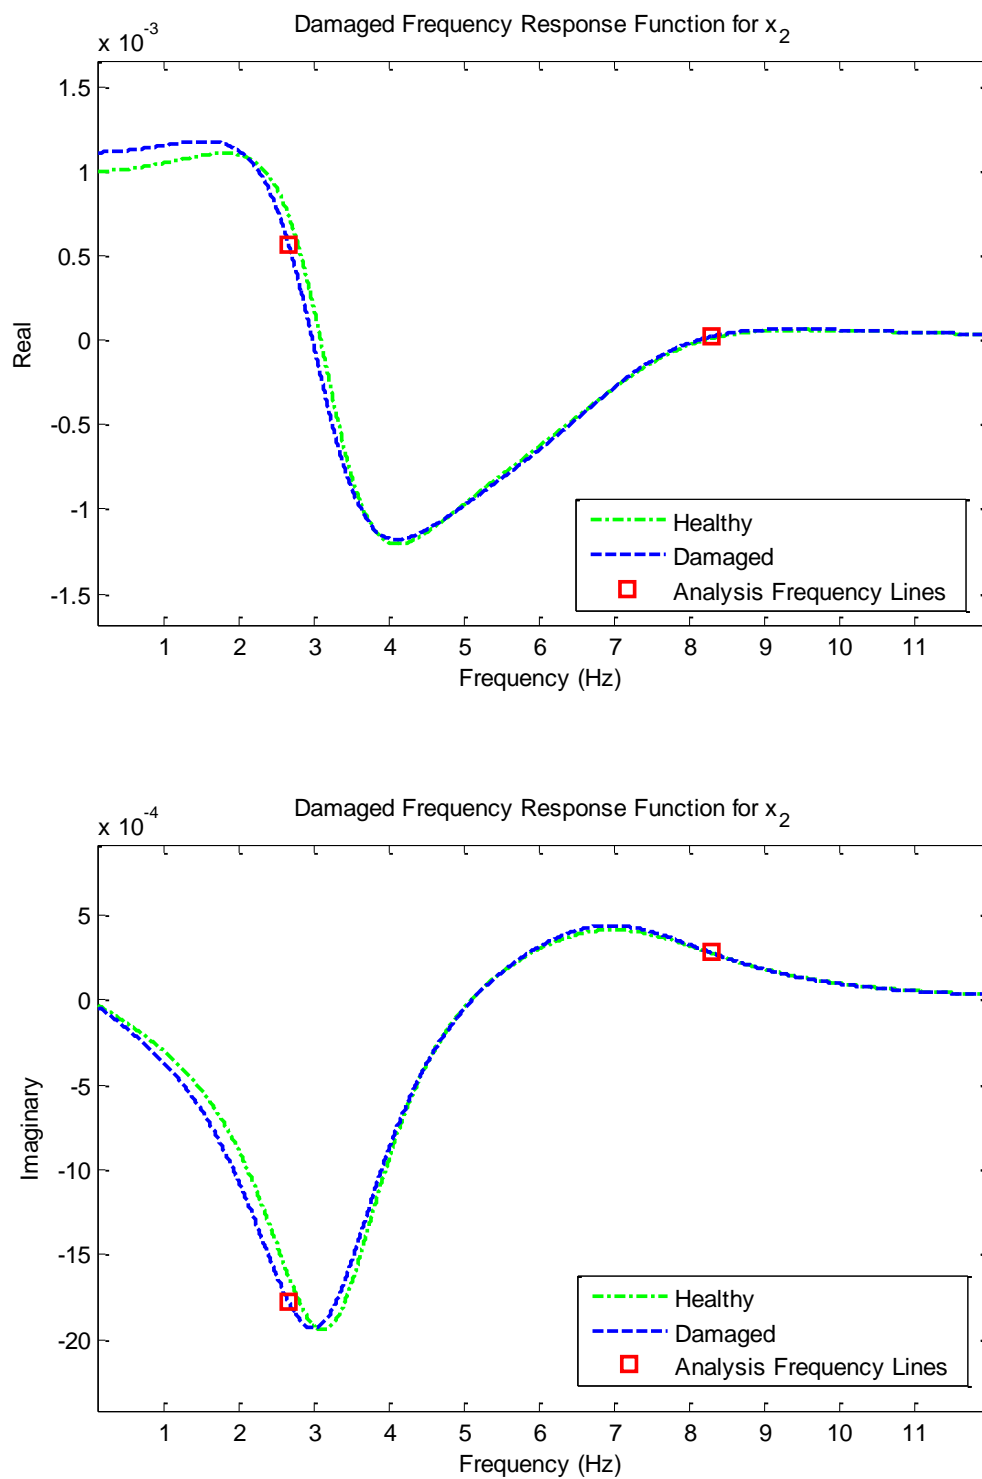 Damaged Frequency Response Function for x_2
x 10^-3
1.5
1
0.5
0
-0.5
-1
-1.5
Real
Healthy
Damaged
Analysis Frequency Lines
1 2 3 4 5 6 7 8 9 10 11
Frequency (Hz)
Damaged Frequency Response Function for x_2
x 10^-4
5
0
-5
-10
-15
-20
Imaginary
Healthy
Damaged
Analysis Frequency Lines
1 2 3 4 5 6 7 8 9 10 11
Frequency (Hz)